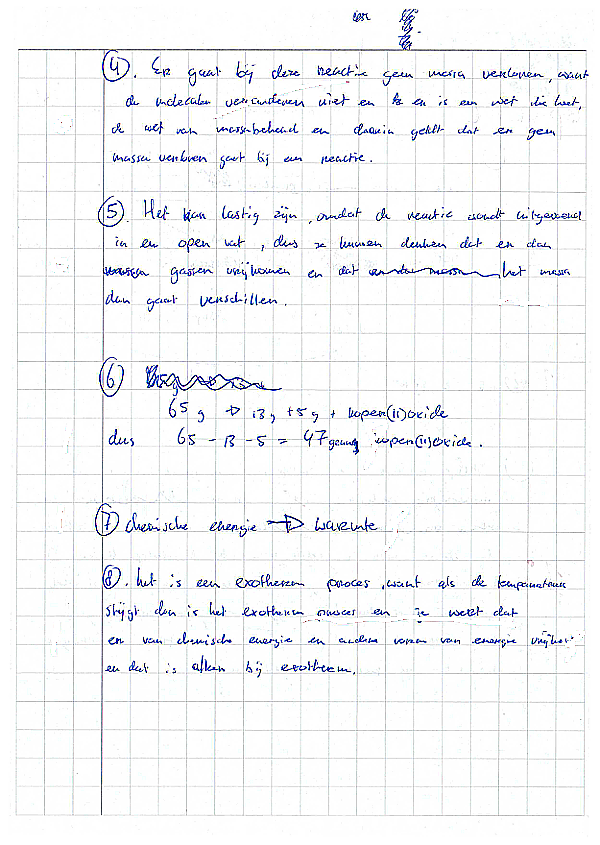 4. Er gaat bij deze reactie geen massa verloren, want
de moleculen veranderen niet en er is een wet die heet,
de wet van massabehoud en daarin geldt dat er geen
massa verloren gaat bij een reactie.
5. Het kan lastig zijn, omdat de reactie wordt uitgevoerd
in en open vat, dus ze kunnen denken dat er dan
gassen vrijkomen en dat het massa
dan gaat verschillen.
6
65 g → 13 g + 5 g + koper(II)oxide
dus 65 - 13 - 5 = 47 koper(II)oxide.
7 chemische energie → warmte
8. het is een exotherm proces, want als de temperatuur
stijgt dan is het exotherm proces en je weet dat
er van chemische energie en andere vormen van energie
en dat is alleen bij exotherm.